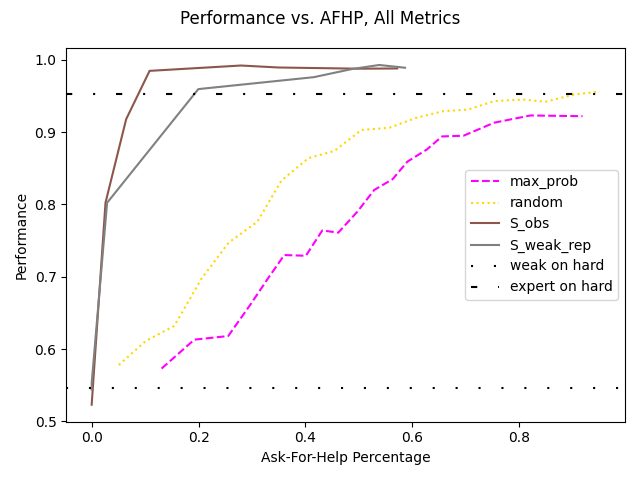 Performance vs. AFHP, All Metrics
1.0
0.9
0.8
0.7
0.6
0.5
Performance
max_prob
random
S_obs
S_weak_rep
weak on hard
expert on hard
0.0 0.2 0.4 0.6 0.8
Ask-For-Help Percentage